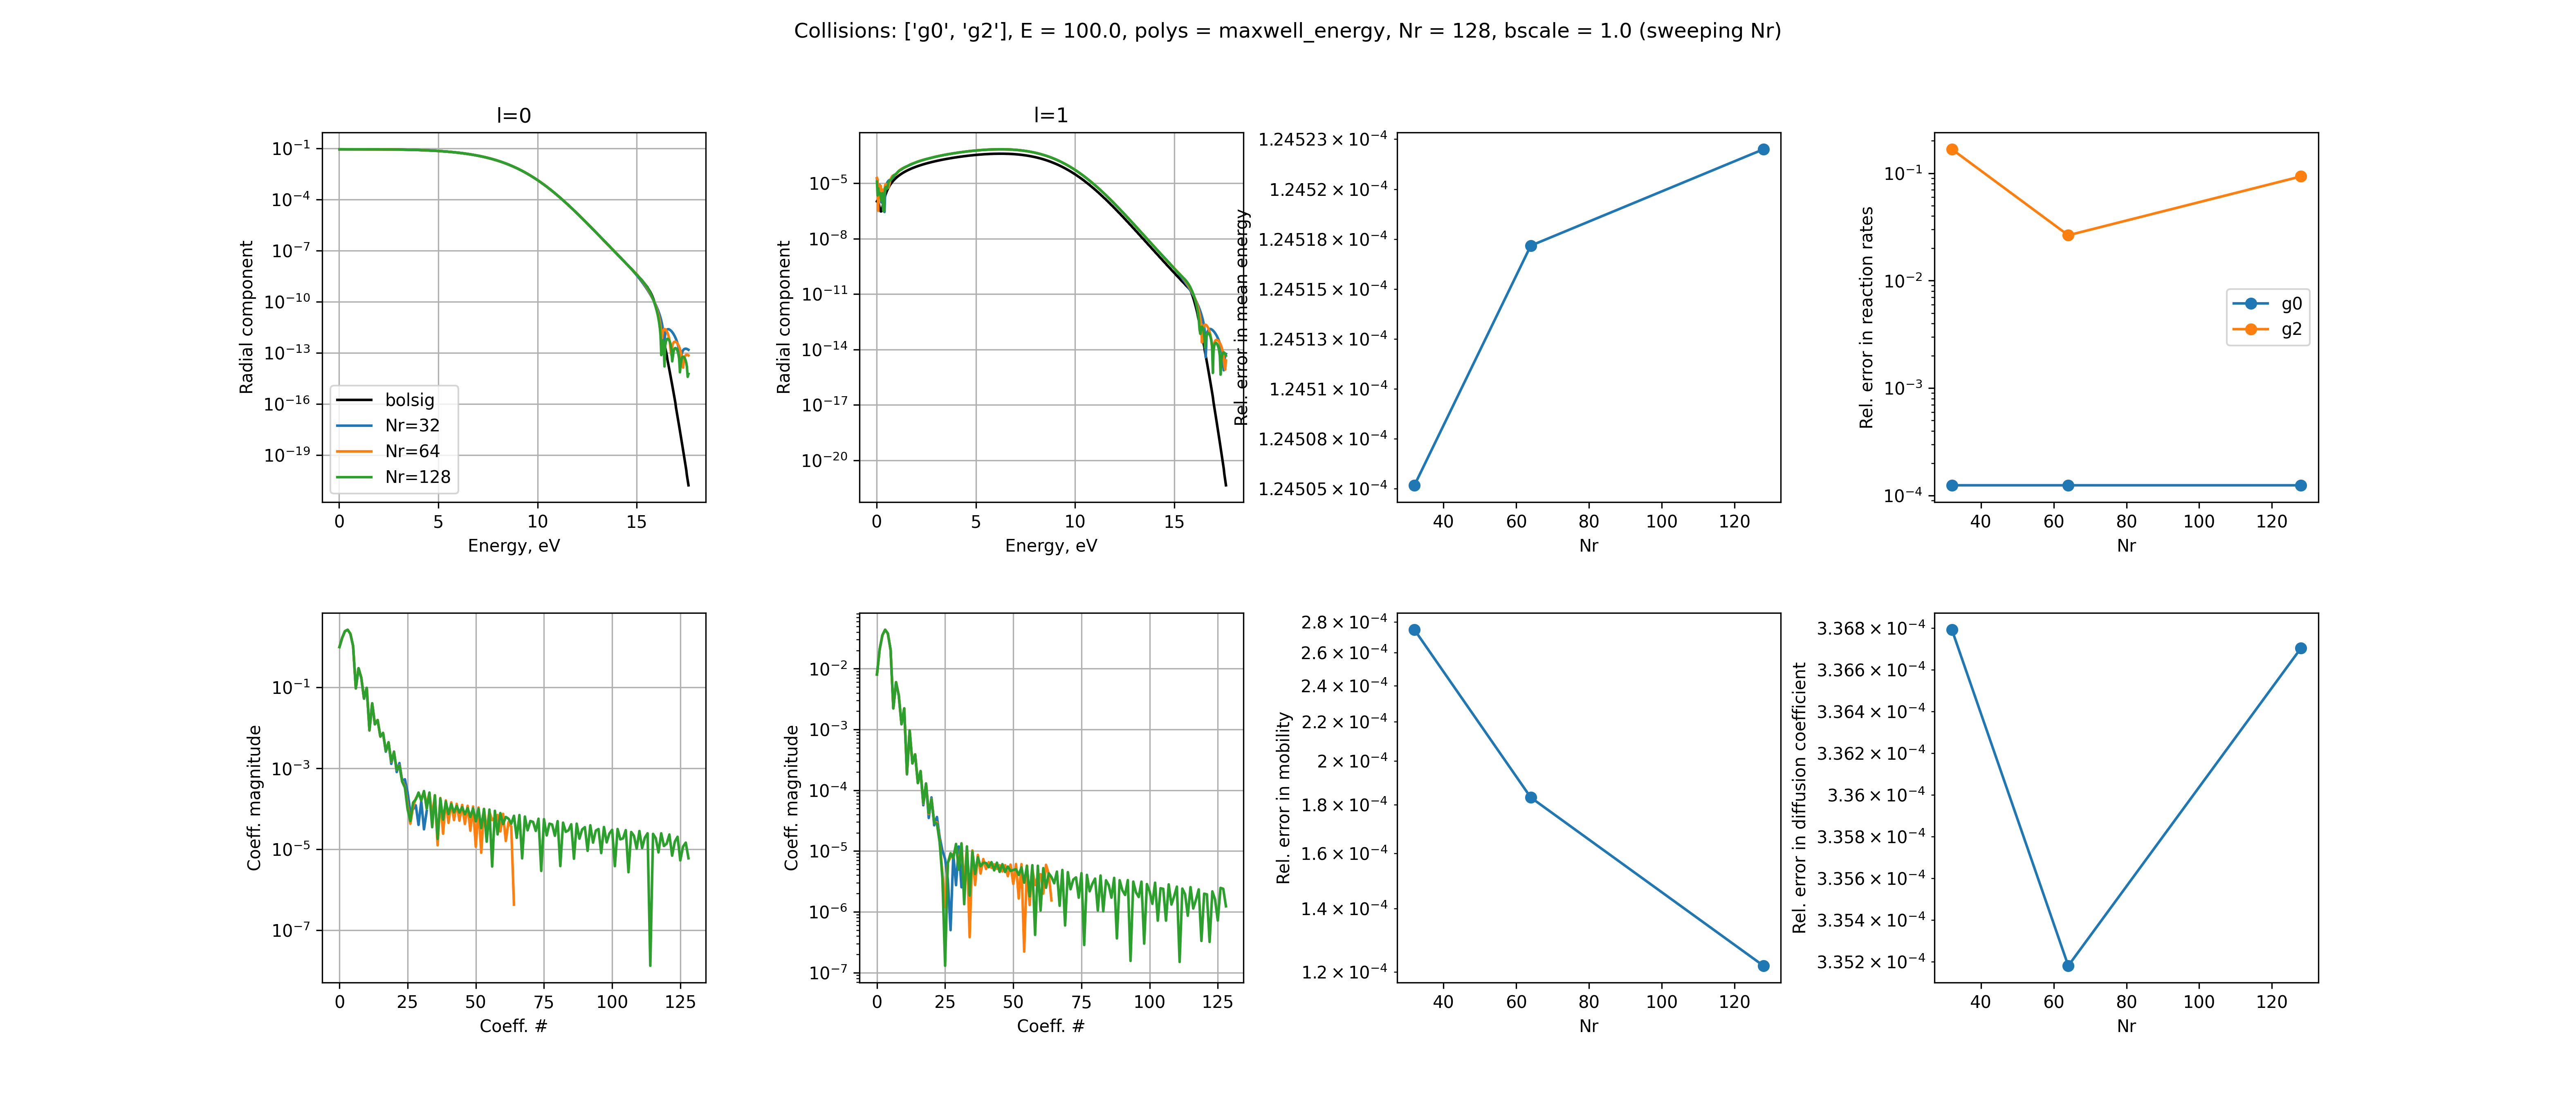 Collisions: ['g0', 'g2'], E = 100.0, polys = maxwell_energy, Nr = 128, bscale = 1.0 (sweeping Nr)
l=0
Radial component
10⁻¹
10⁻⁴
10⁻⁷
10⁻¹⁰
10⁻¹³
10⁻¹⁶
10⁻¹⁹
bolsig
Nr=32
Nr=64
Nr=128
0 5 10 15
Energy, eV
l=1
Radial component
10⁻⁵
10⁻⁸
10⁻¹¹
10⁻¹⁴
10⁻¹⁷
10⁻²⁰
0 5 10 15
Energy, eV
Rel. error in mean energy
1.24523 × 10⁻⁴
1.2452 × 10⁻⁴
1.24518 × 10⁻⁴
1.24515 × 10⁻⁴
1.24513 × 10⁻⁴
1.2451 × 10⁻⁴
1.24508 × 10⁻⁴
1.24505 × 10⁻⁴
40 60 80 100 120
Nr
Rel. error in reaction rates
10⁻¹
10⁻²
10⁻³
10⁻⁴
g0
g2
40 60 80 100 120
Nr
Coeff. magnitude
10⁻¹
10⁻³
10⁻⁵
10⁻⁷
0 25 50 75 100 125
Coeff. #
Coeff. magnitude
10⁻²
10⁻³
10⁻⁴
10⁻⁵
10⁻⁶
10⁻⁷
0 25 50 75 100 125
Coeff. #
Rel. error in mobility
2.8 × 10⁻⁴
2.6 × 10⁻⁴
2.4 × 10⁻⁴
2.2 × 10⁻⁴
2 × 10⁻⁴
1.8 × 10⁻⁴
1.6 × 10⁻⁴
1.4 × 10⁻⁴
1.2 × 10⁻⁴
40 60 80 100 120
Nr
Rel. error in diffusion coefficient
3.368 × 10⁻⁴
3.366 × 10⁻⁴
3.364 × 10⁻⁴
3.362 × 10⁻⁴
3.36 × 10⁻⁴
3.358 × 10⁻⁴
3.356 × 10⁻⁴
3.354 × 10⁻⁴
3.352 × 10⁻⁴
40 60 80 100 120
Nr